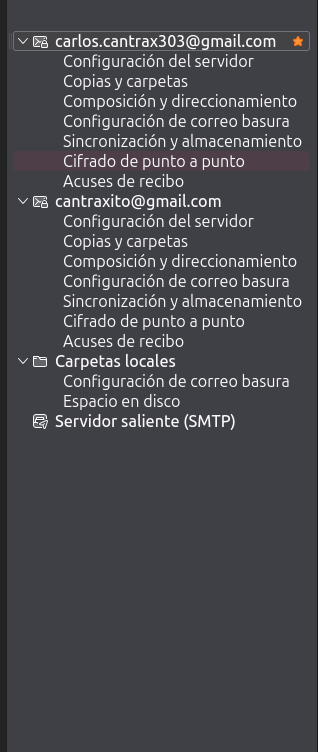 carlos.cantrax303@gmail.com
Configuración del servidor
Copias y carpetas
Composición y direccionamiento
Configuración de correo basura
Sincronización y almacenamiento
Cifrado de punto a punto
Acuses de recibo
cantraxito@gmail.com
Configuración del servidor
Copias y carpetas
Composición y direccionamiento
Configuración de correo basura
Sincronización y almacenamiento
Cifrado de punto a punto
Acuses de recibo
Carpetas locales
Configuración de correo basura
Espacio en disco
Servidor saliente (SMTP)